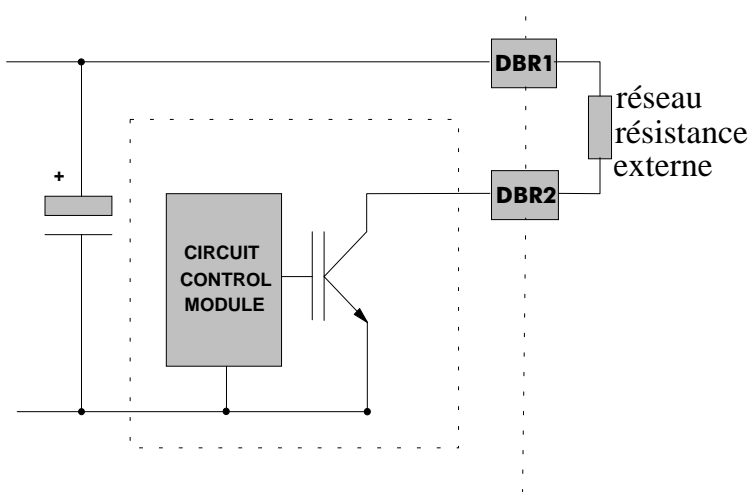 DBR1
réseau
résistance
externe
+
DBR2
CIRCUIT
CONTROL
MODULE